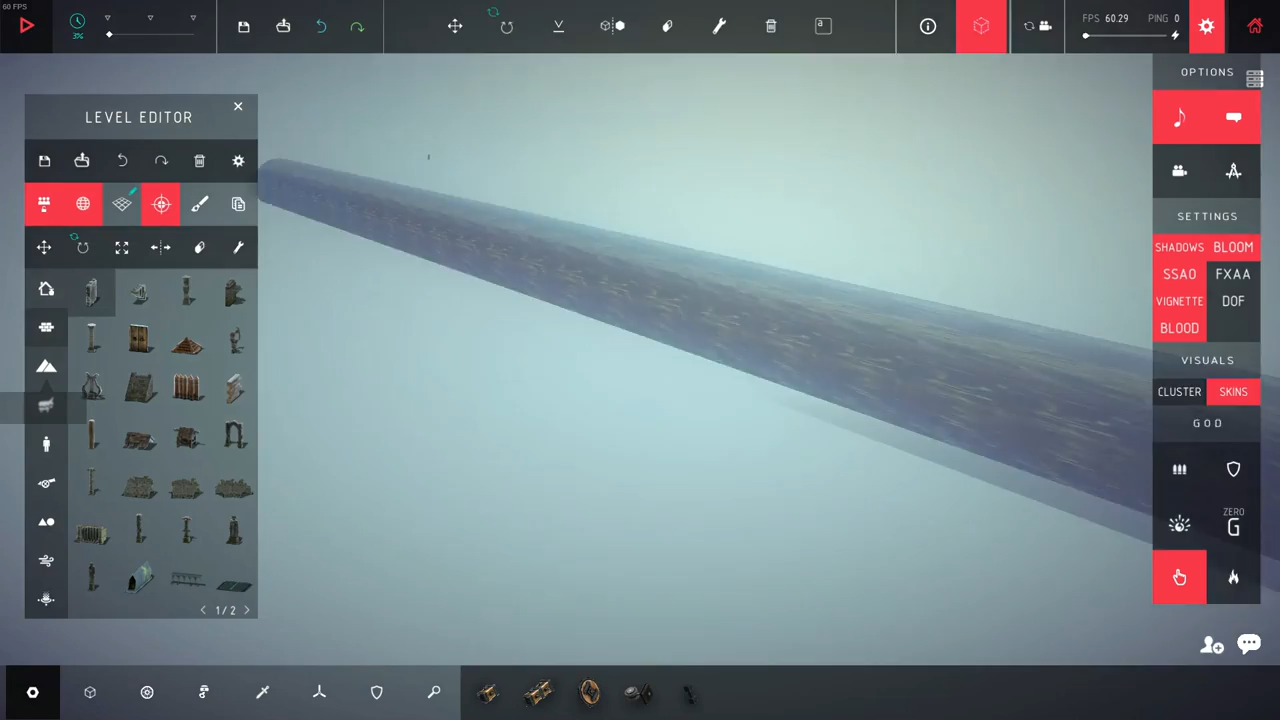 60 FPS
3%
a
FPS 60.29 PING 0
OPTIONS
LEVEL EDITOR
SETTINGS
SHADOWS BLOOM
SSAO FXAA
VIGNETTE DOF
BLOOD
VISUALS
CLUSTER SKINS
GOD
ZERO
G
1/2